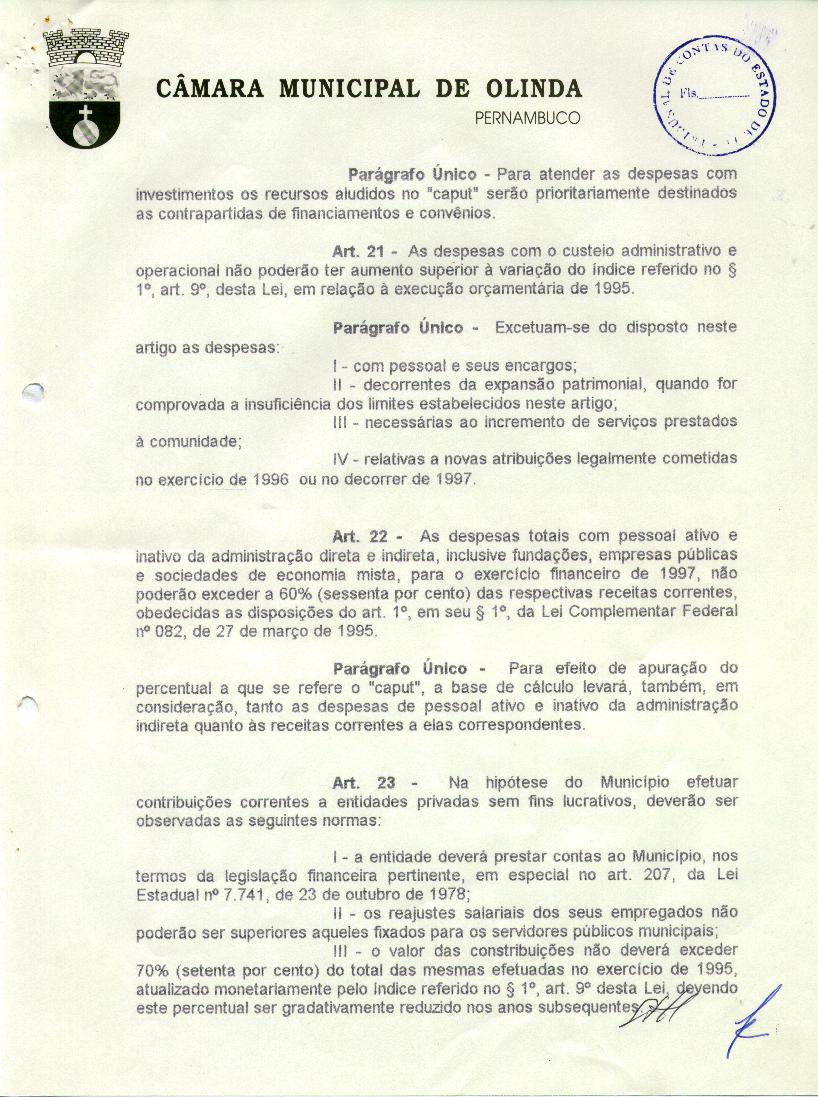 CÂMARA MUNICIPAL DE OLINDA
PERNAMBUCO
TRIBUNAL DE CONTAS DO ESTADO DE
Fls.
Parágrafo Único - Para atender as despesas com
investimentos os recursos aludidos no "caput" serão prioritariamente destinados
as contrapartidas de financiamentos e convênios.
Art. 21 - As despesas com o custeio administrativo e
operacional não poderão ter aumento superior à variação do índice referido no §
1º, art. 9º, desta Lei, em relação à execução orçamentária de 1995.
Parágrafo Único - Excetuam-se do disposto neste
artigo as despesas:
I - com pessoal e seus encargos;
II - decorrentes da expansão patrimonial, quando for
comprovada a insuficiência dos limites estabelecidos neste artigo;
III - necessárias ao incremento de serviços prestados
à comunidade;
IV - relativas a novas atribuições legalmente cometidas
no exercício de 1996 ou no decorrer de 1997.
Art. 22 - As despesas totais com pessoal ativo e
inativo da administração direta e indireta, inclusive fundações, empresas públicas
e sociedades de economia mista, para o exercício financeiro de 1997, não
poderão exceder a 60% (sessenta por cento) das respectivas receitas correntes,
obedecidas as disposições do art. 1º, em seu § 1º, da Lei Complementar Federal
nº 082, de 27 de março de 1995.
Parágrafo Único - Para efeito de apuração do
percentual a que se refere o "caput", a base de cálculo levará, também, em
consideração, tanto as despesas de pessoal ativo e inativo da administração
indireta quanto às receitas correntes a elas correspondentes.
Art. 23 - Na hipótese do Município efetuar
contribuições correntes a entidades privadas sem fins lucrativos, deverão ser
observadas as seguintes normas:
I - a entidade deverá prestar contas ao Município, nos
termos da legislação financeira pertinente, em especial no art. 207, da Lei
Estadual nº 7.741, de 23 de outubro de 1978;
II - os reajustes salariais dos seus empregados não
poderão ser superiores aqueles fixados para os servidores públicos municipais;
III - o valor das constribuições não deverá exceder
70% (setenta por cento) do total das mesmas efetuadas no exercício de 1995,
atualizado monetariamente pelo índice referido no § 1º, art. 9º desta Lei, devendo
este percentual ser gradativamente reduzido nos anos subsequentes.